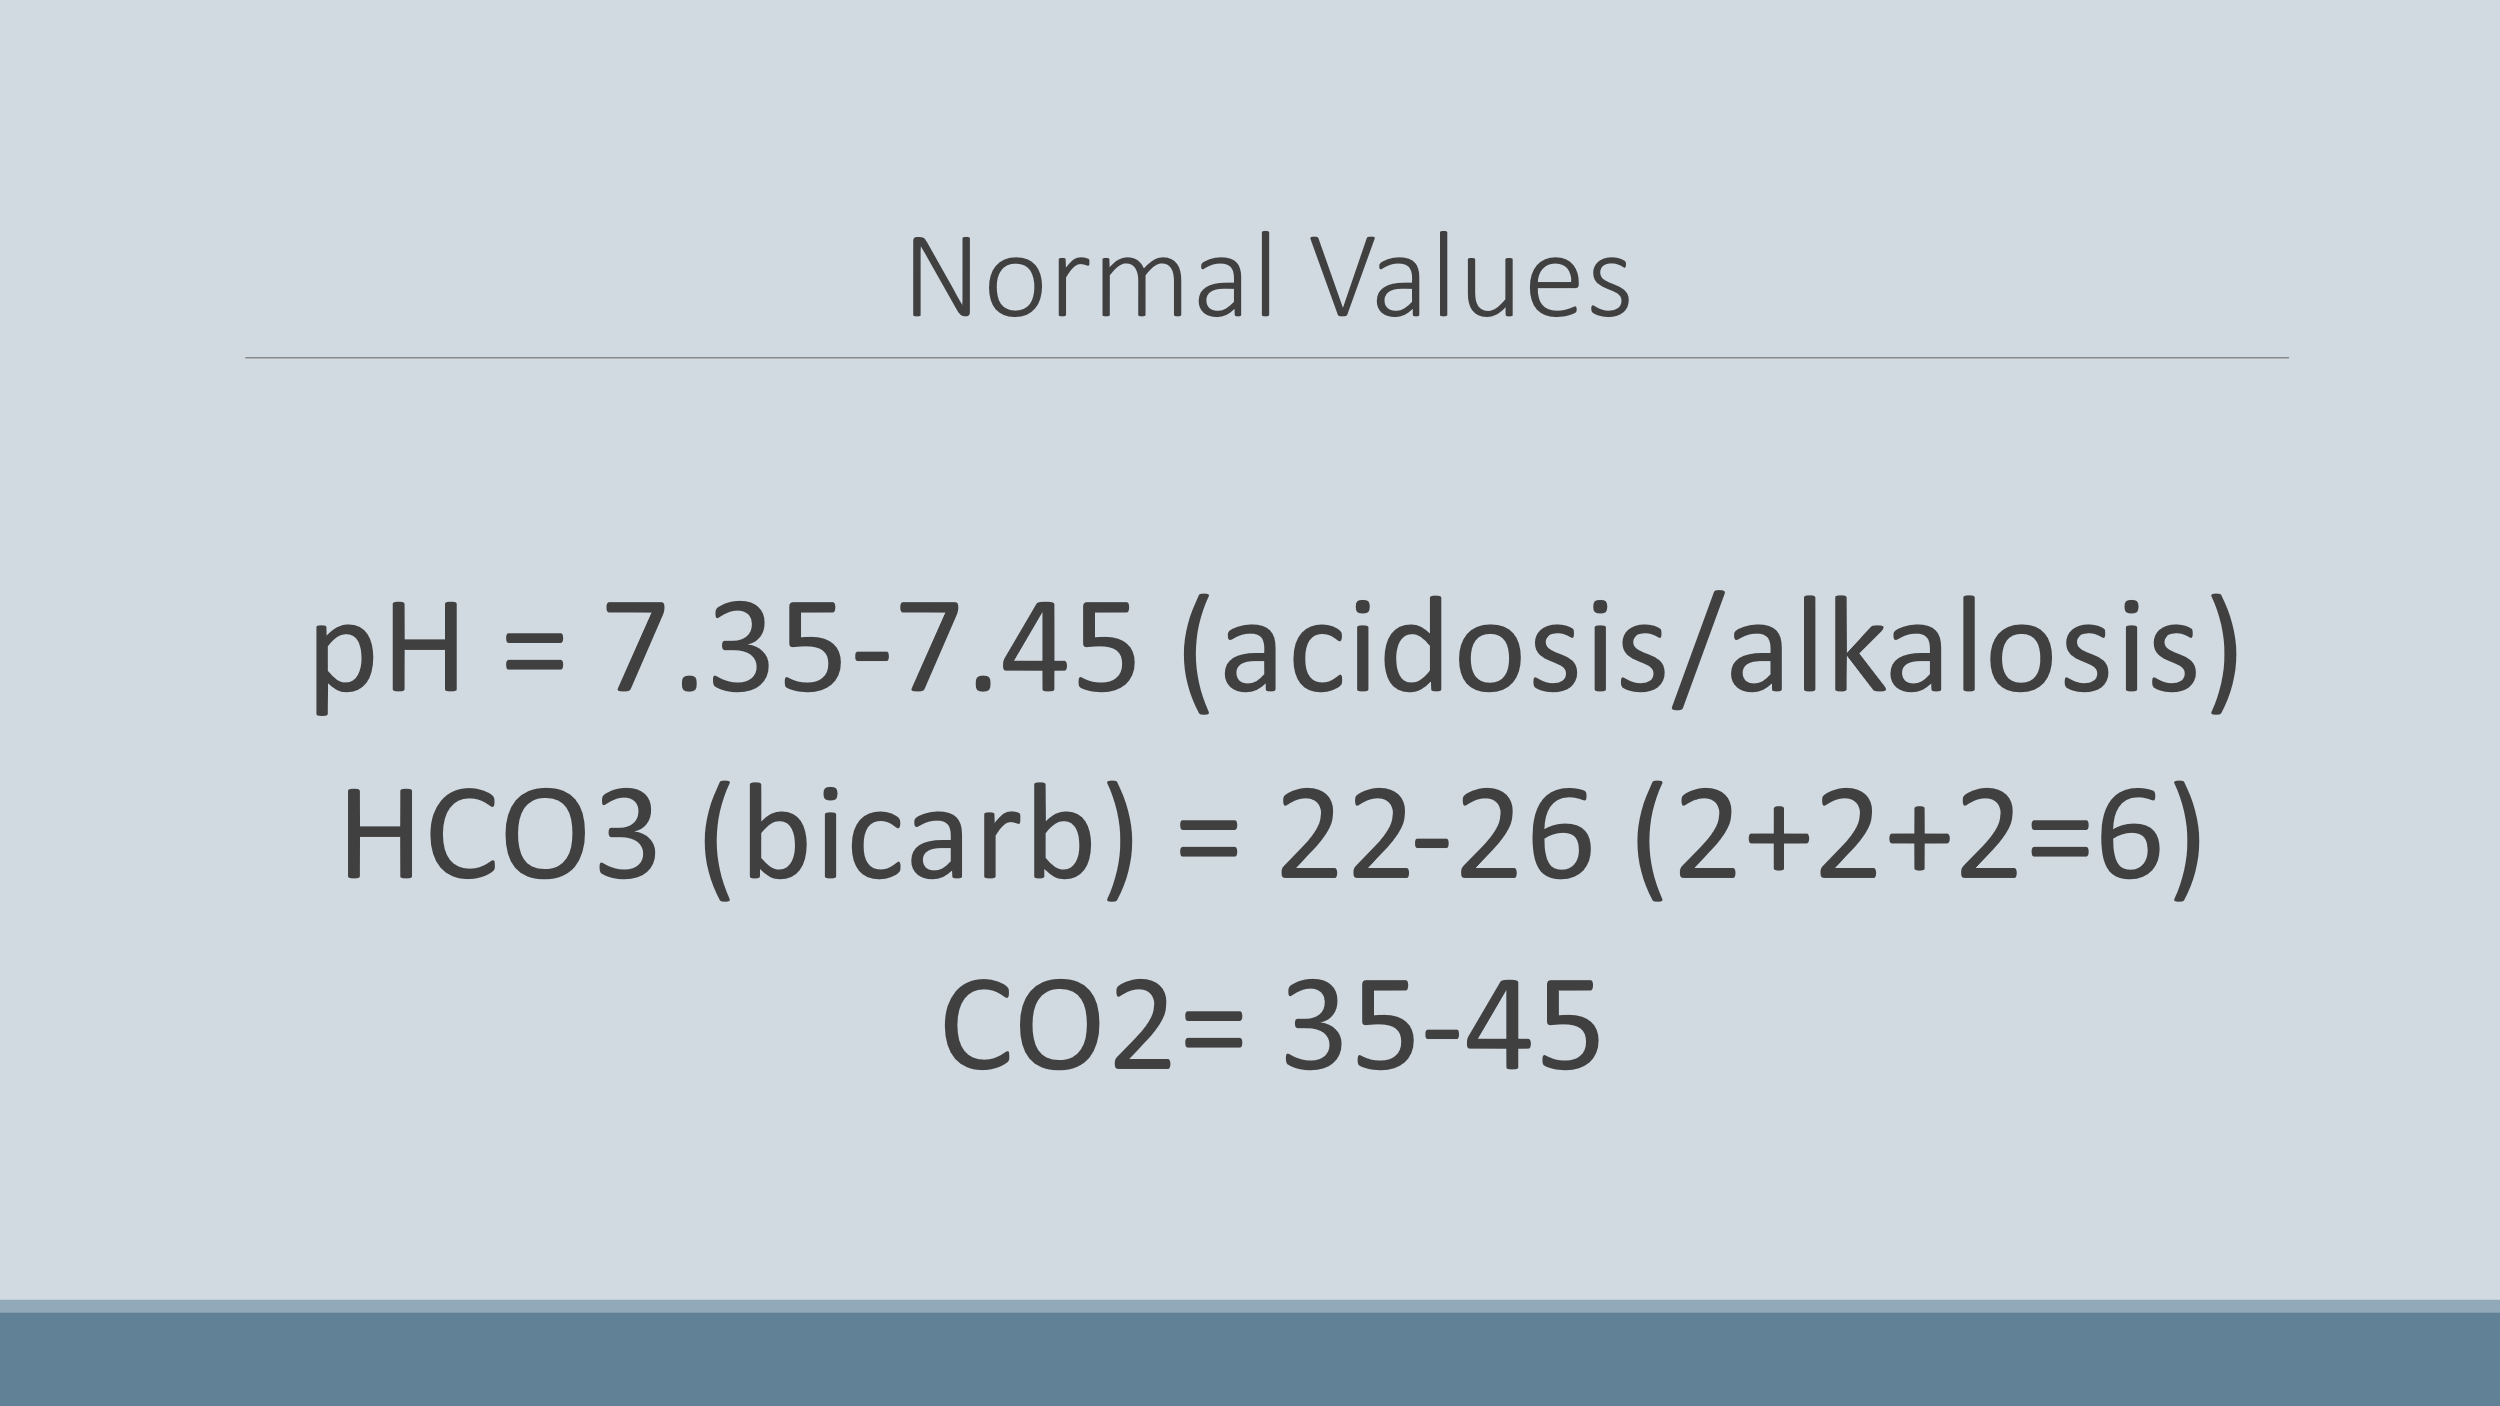 Normal Values
pH = 7.35-7.45 (acidosis/alkalosis)
HCO3 (bicarb) = 22-26 (2+2+2=6)
CO2= 35-45